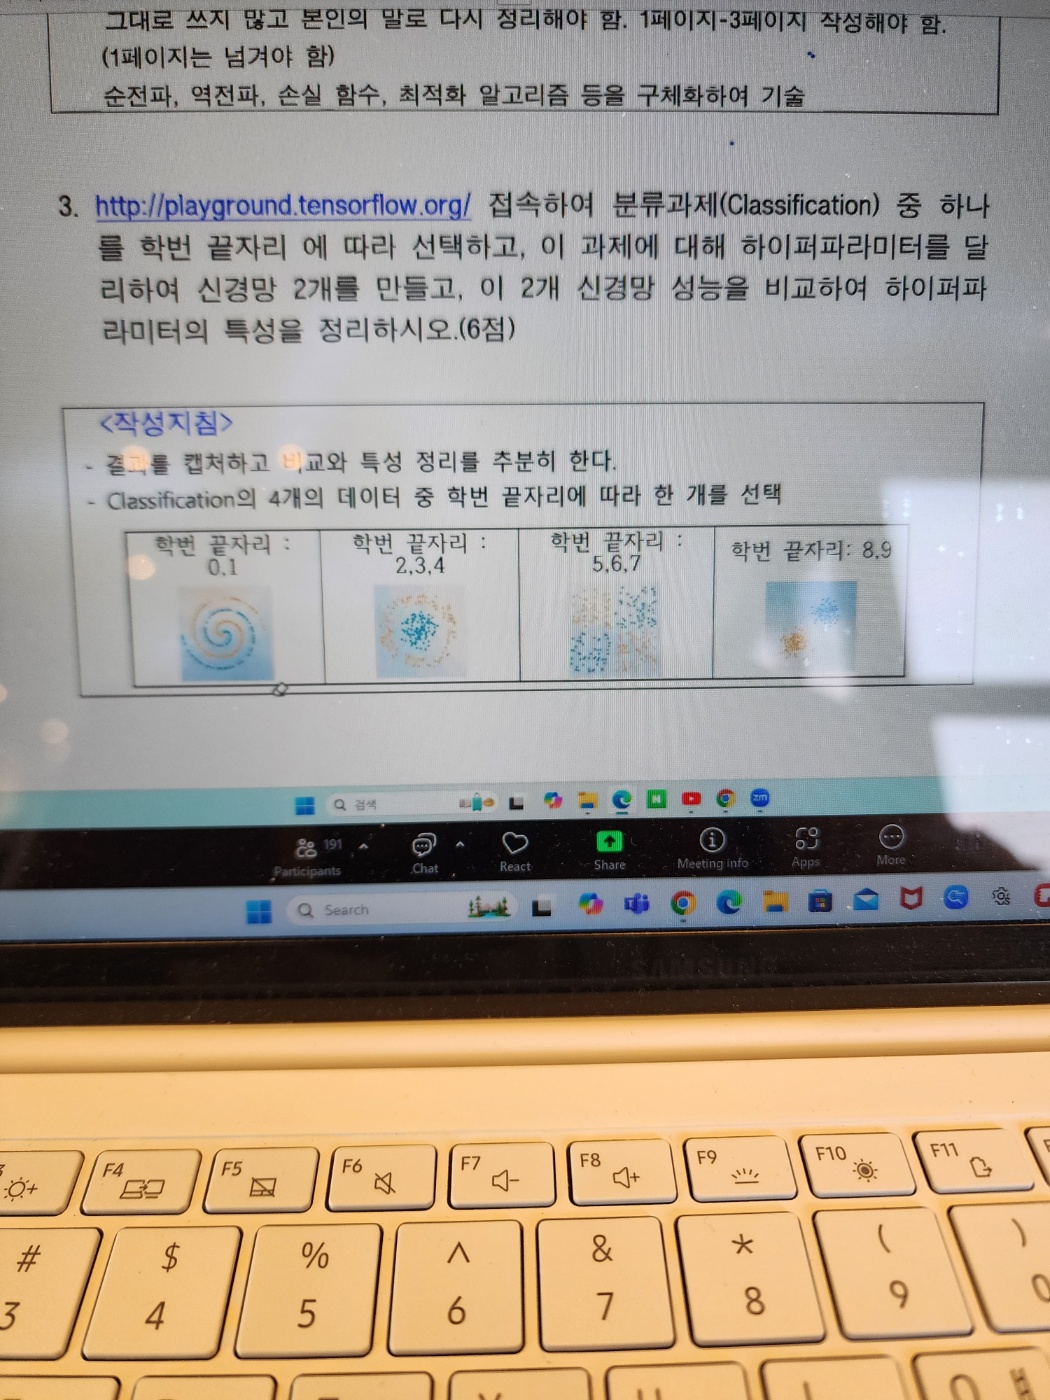 그대로 쓰지 않고 본인의 말로 다시 정리해야 함. 1페이지-3페이지 작성해야 함.
(1페이지는 넘겨야 함)
순전파, 역전파, 손실 함수, 최적화 알고리즘 등을 구체화하여 기술
3. http://playground.tensorflow.org/ 접속하여 분류과제(Classification) 중 하나
를 학번 끝자리 에 따라 선택하고, 이 과제에 대해 하이퍼파라미터를 달
리하여 신경망 2개를 만들고, 이 2개 신경망 성능을 비교하여 하이퍼파
라미터의 특성을 정리하시오.(6점)
<작성지침>
- 결과를 캡처하고 비교와 특성 정리를 추분히 한다.
- Classification의 4개의 데이터 중 학번 끝자리에 따라 한 개를 선택
학번 끝자리 :
0,1
학번 끝자리 :
2,3,4
학번 끝자리 :
5,6,7
학번 끝자리: 8,9
검색
N
zm
191
Participants
Chat
React
Share
Meeting info
Apps
More
Search
SAMSUNG
F4
F5
F6
F7
F8
F9
F10
F11
# $ % ^ & * ( )
3 4 5 6 7 8 9 0